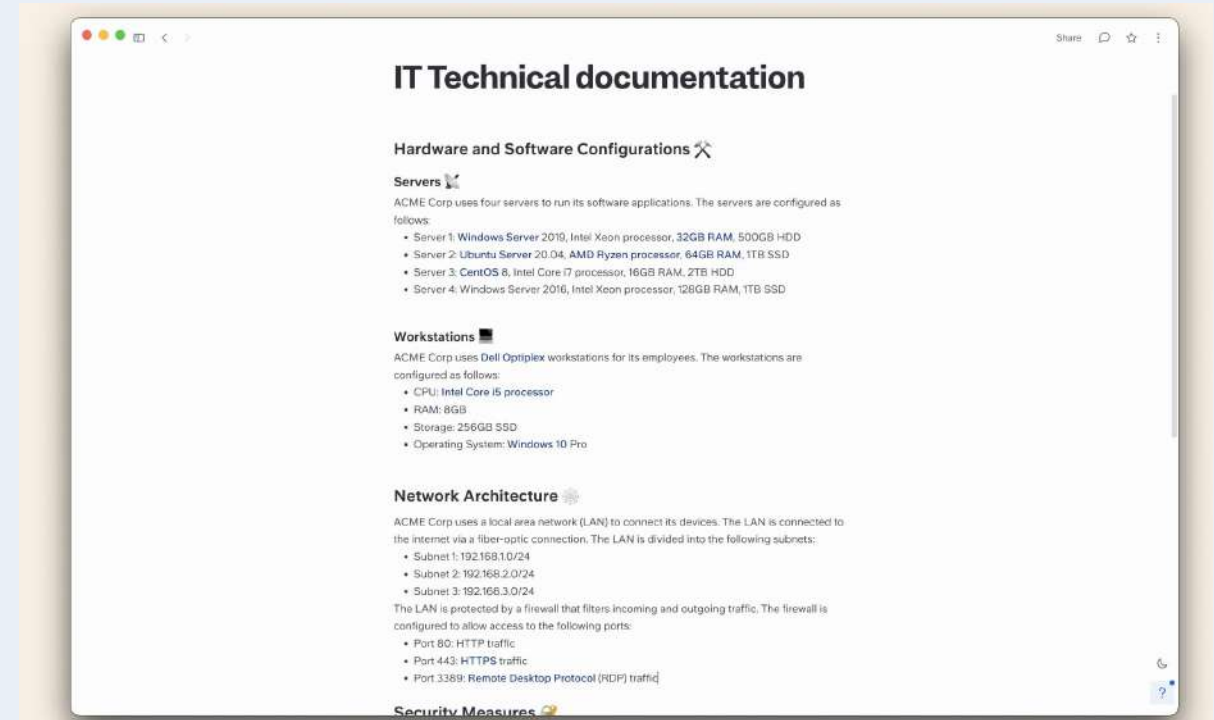 Share
IT Technical documentation
Hardware and Software Configurations
Servers
ACME Corp uses four servers to run its software applications. The servers are configured as
follows:
• Server 1: Windows Server 2019, Intel Xeon processor, 32GB RAM, 500GB HDD
• Server 2: Ubuntu Server 20.04, AMD Ryzen processor, 64GB RAM, 1TB SSD
• Server 3: CentOS 8, Intel Core i7 processor, 16GB RAM, 2TB HDD
• Server 4: Windows Server 2016, Intel Xeon processor, 128GB RAM, 1TB SSD
Workstations
ACME Corp uses Dell Optiplex workstations for its employees. The workstations are
configured as follows:
• CPU: Intel Core i5 processor
• RAM: 8GB
• Storage: 256GB SSD
• Operating System: Windows 10 Pro
Network Architecture
ACME Corp uses a local area network (LAN) to connect its devices. The LAN is connected to
the internet via a fiber-optic connection. The LAN is divided into the following subnets:
• Subnet 1: 192.168.1.0/24
• Subnet 2: 192.168.2.0/24
• Subnet 3: 192.168.3.0/24
The LAN is protected by a firewall that filters incoming and outgoing traffic. The firewall is
configured to allow access to the following ports:
• Port 80: HTTP traffic
• Port 443: HTTPS traffic
• Port 3389: Remote Desktop Protocol (RDP) traffic
?
Security Measures